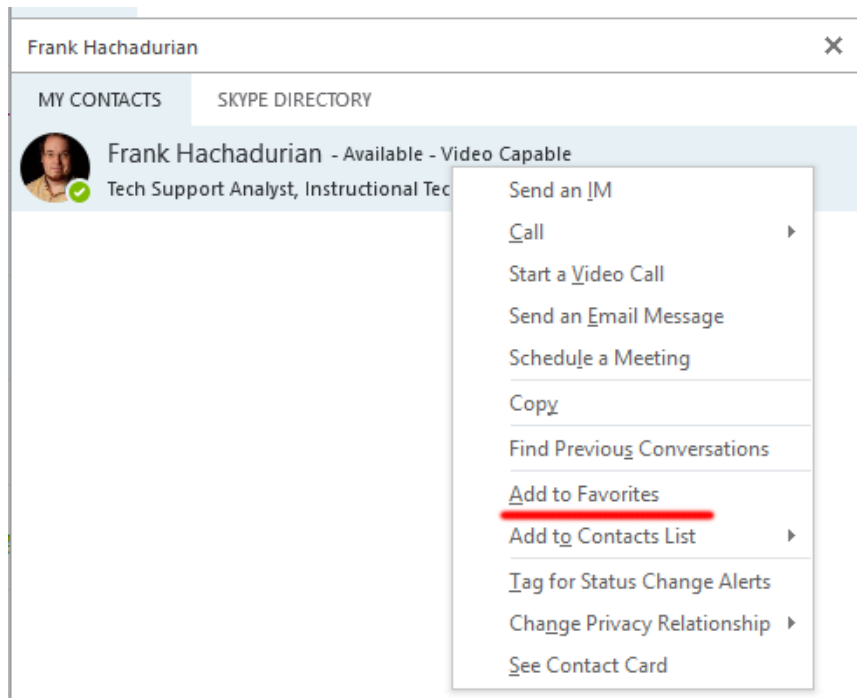 Frank Hachadurian
MY CONTACTS SKYPE DIRECTORY
Frank Hachadurian - Available - Video Capable
Tech Support Analyst, Instructional Tec
Send an IM
Call
Start a Video Call
Send an Email Message
Schedule a Meeting
Copy
Find Previous Conversations
Add to Favorites
Add to Contacts List
Tag for Status Change Alerts
Change Privacy Relationship
See Contact Card